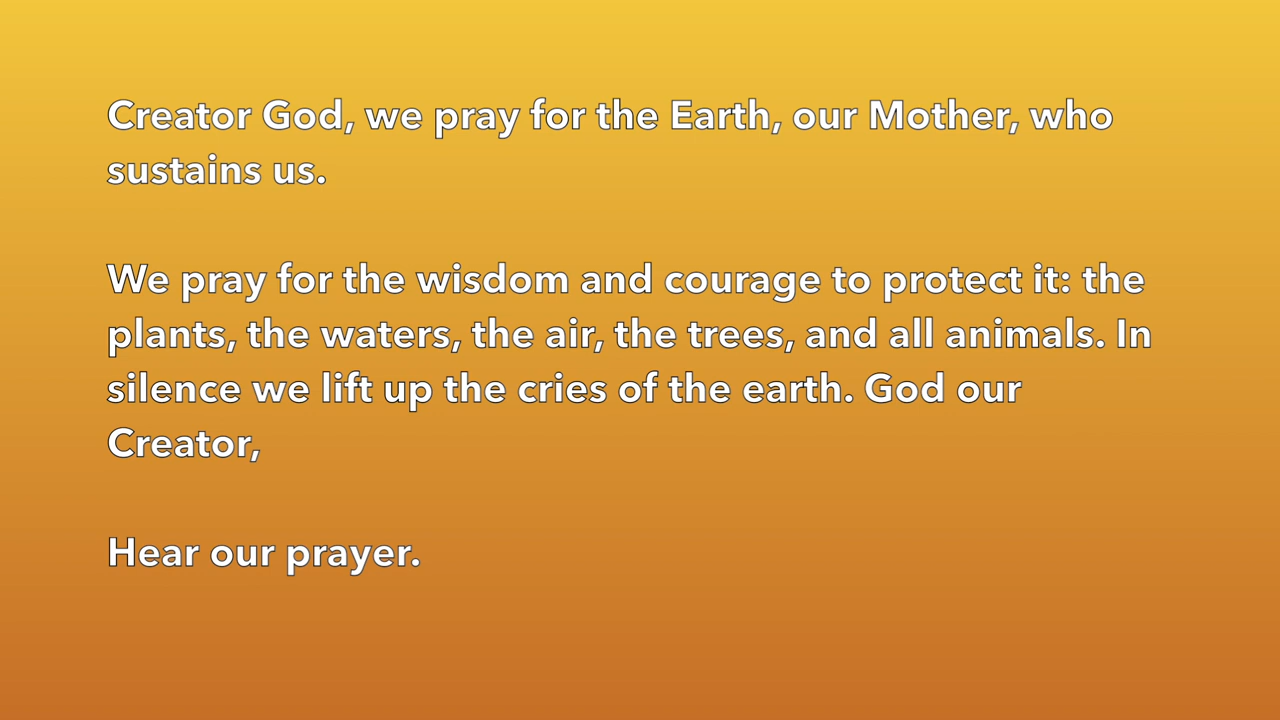 Creator God, we pray for the Earth, our Mother, who
sustains us.
We pray for the wisdom and courage to protect it: the
plants, the waters, the air, the trees, and all animals. In
silence we lift up the cries of the earth. God our
Creator,
Hear our prayer.